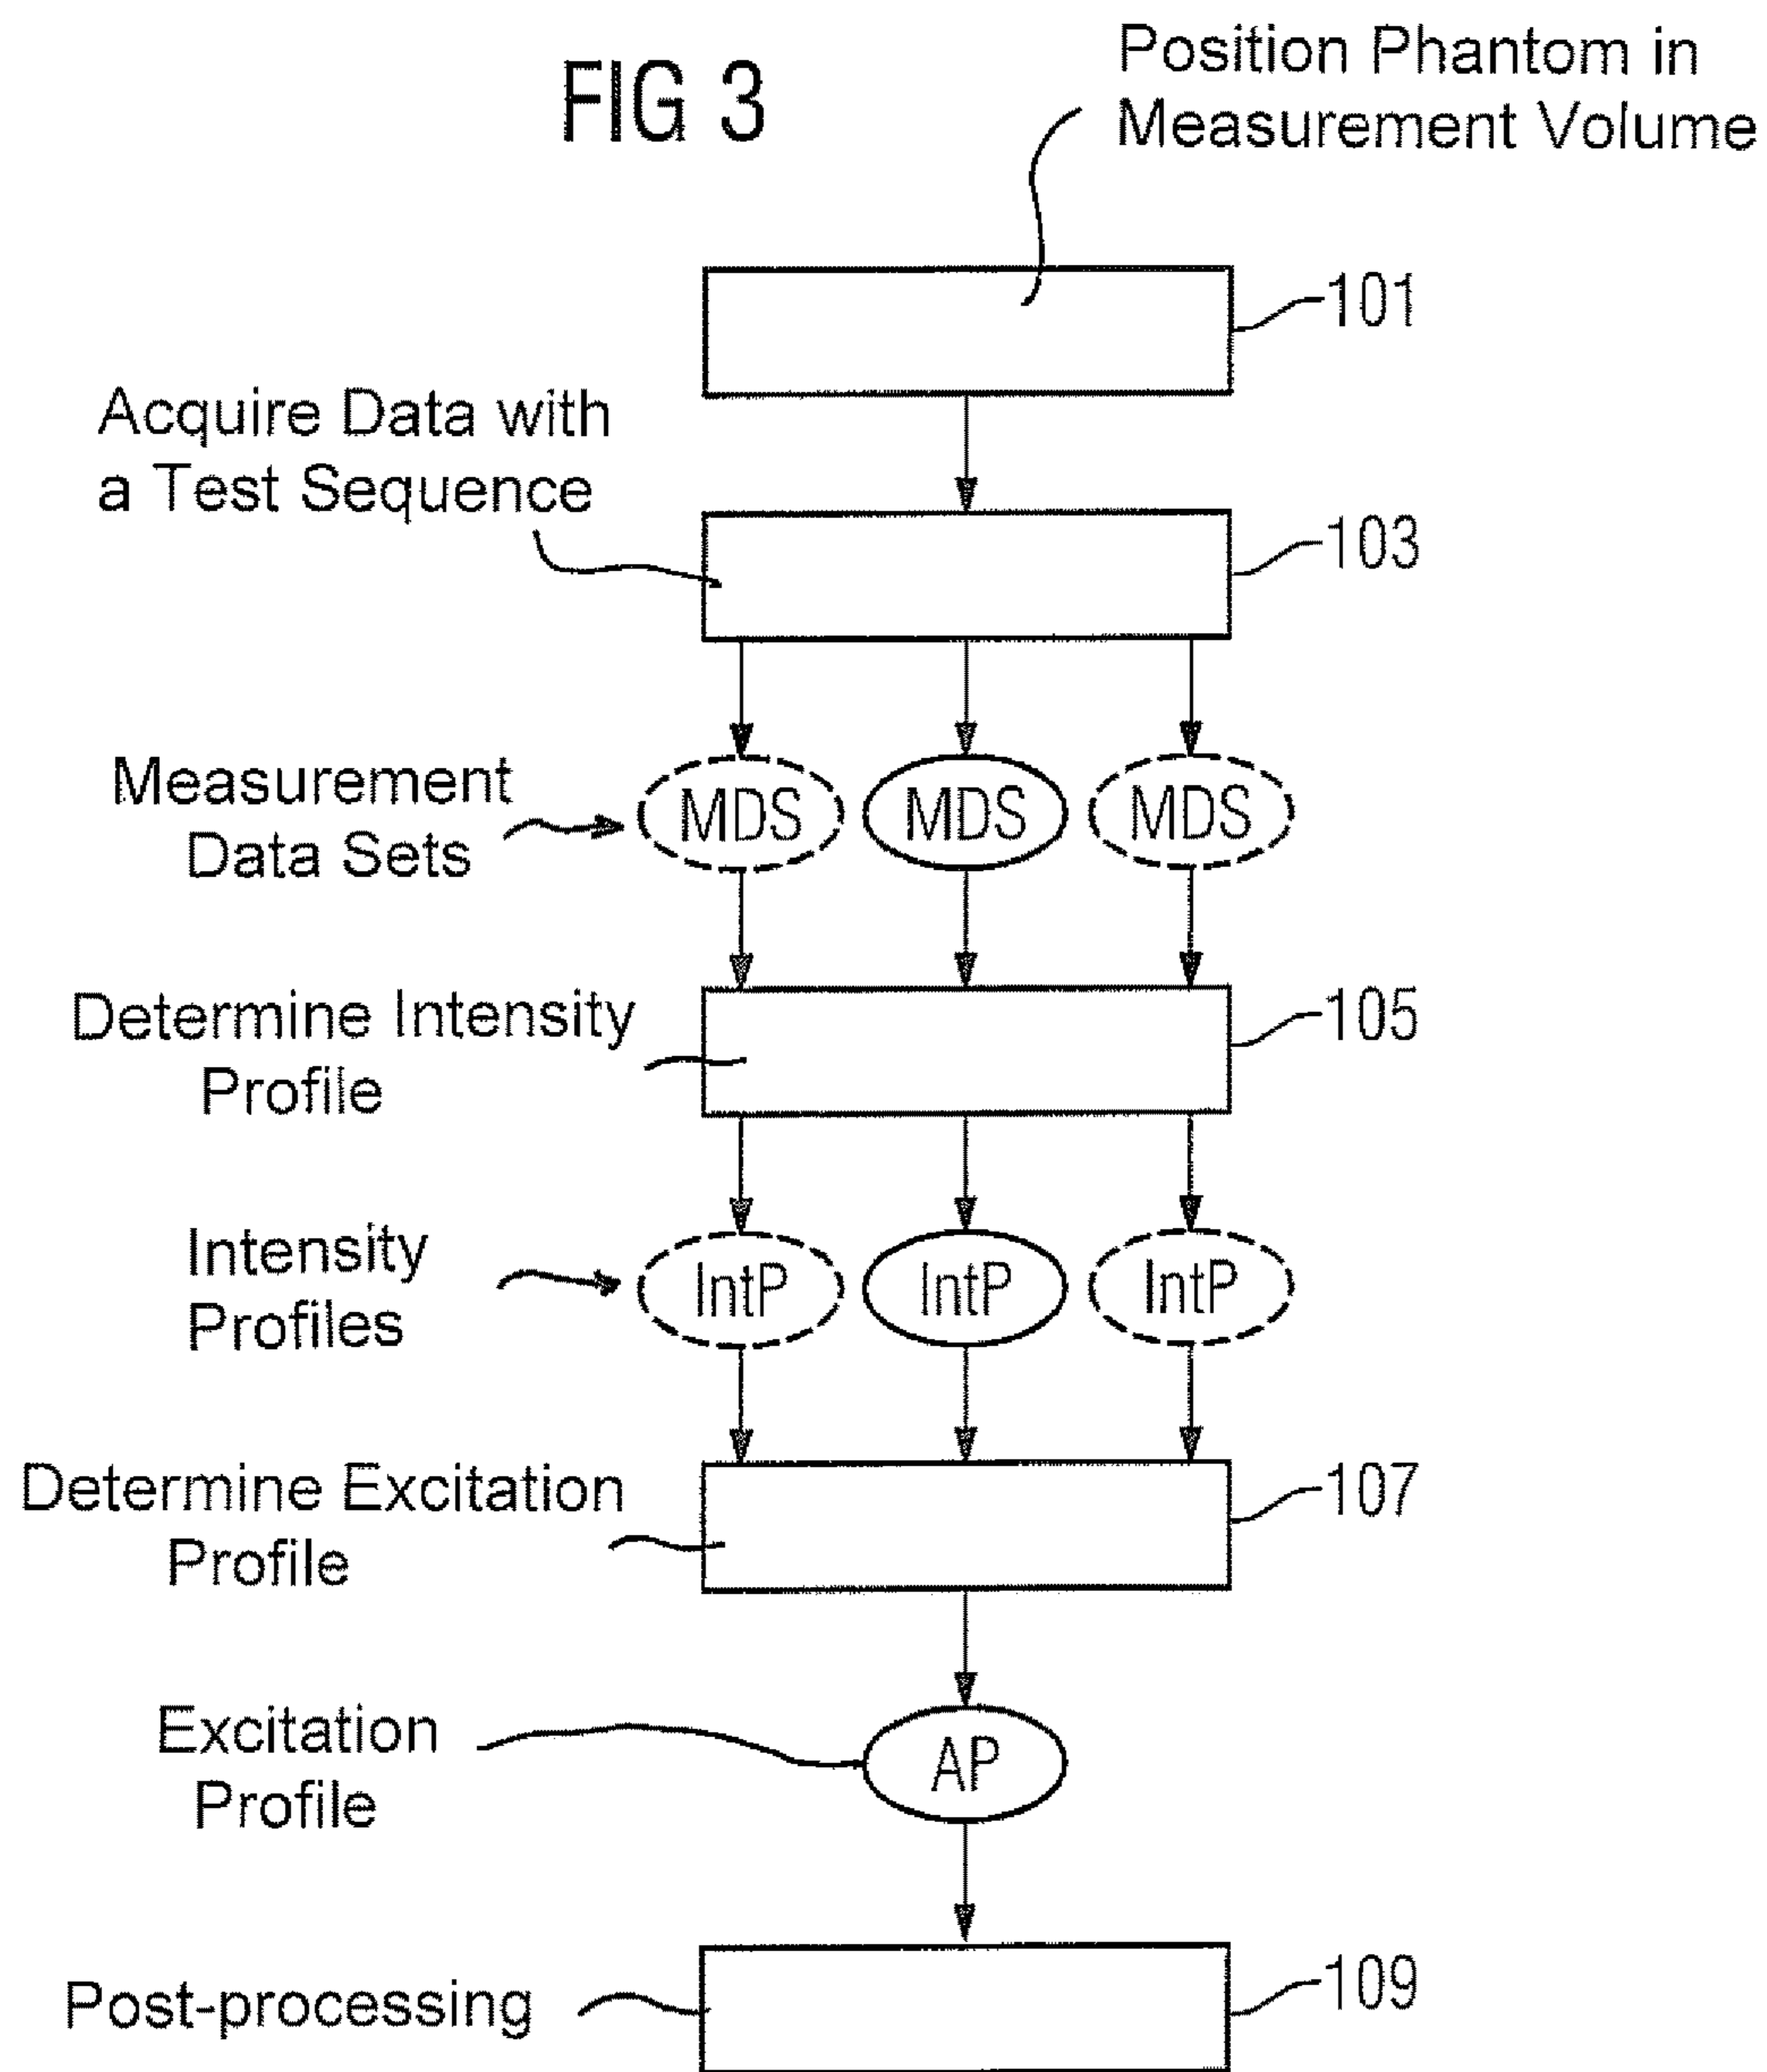 FIG 3
Position Phantom in
Measurement Volume
101
Acquire Data with
a Test Sequence
103
Measurement
Data Sets
MDS MDS MDS
Determine Intensity
Profile
105
Intensity
Profiles
IntP IntP IntP
Determine Excitation
Profile
107
Excitation
Profile
AP
Post-processing
109